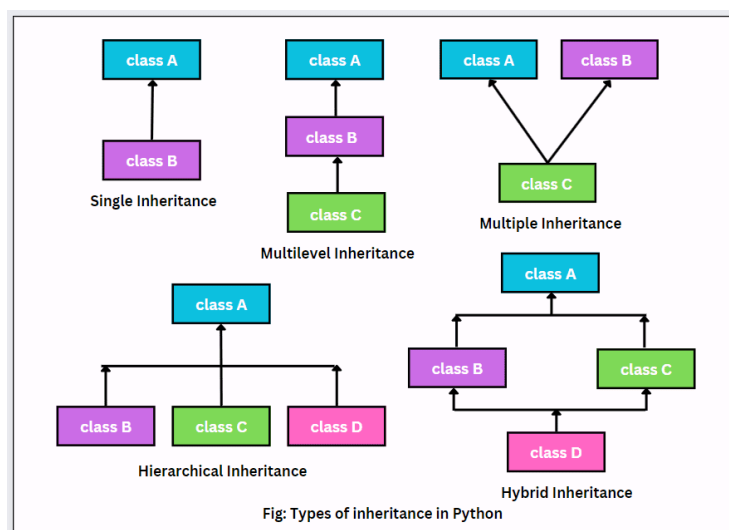 class A
class B
Single Inheritance
class A
class B
class C
Multilevel Inheritance
class A
class B
class C
Multiple Inheritance
class A
class B
class C
class D
Hierarchical Inheritance
class A
class B
class C
class D
Hybrid Inheritance
Fig: Types of inheritance in Python